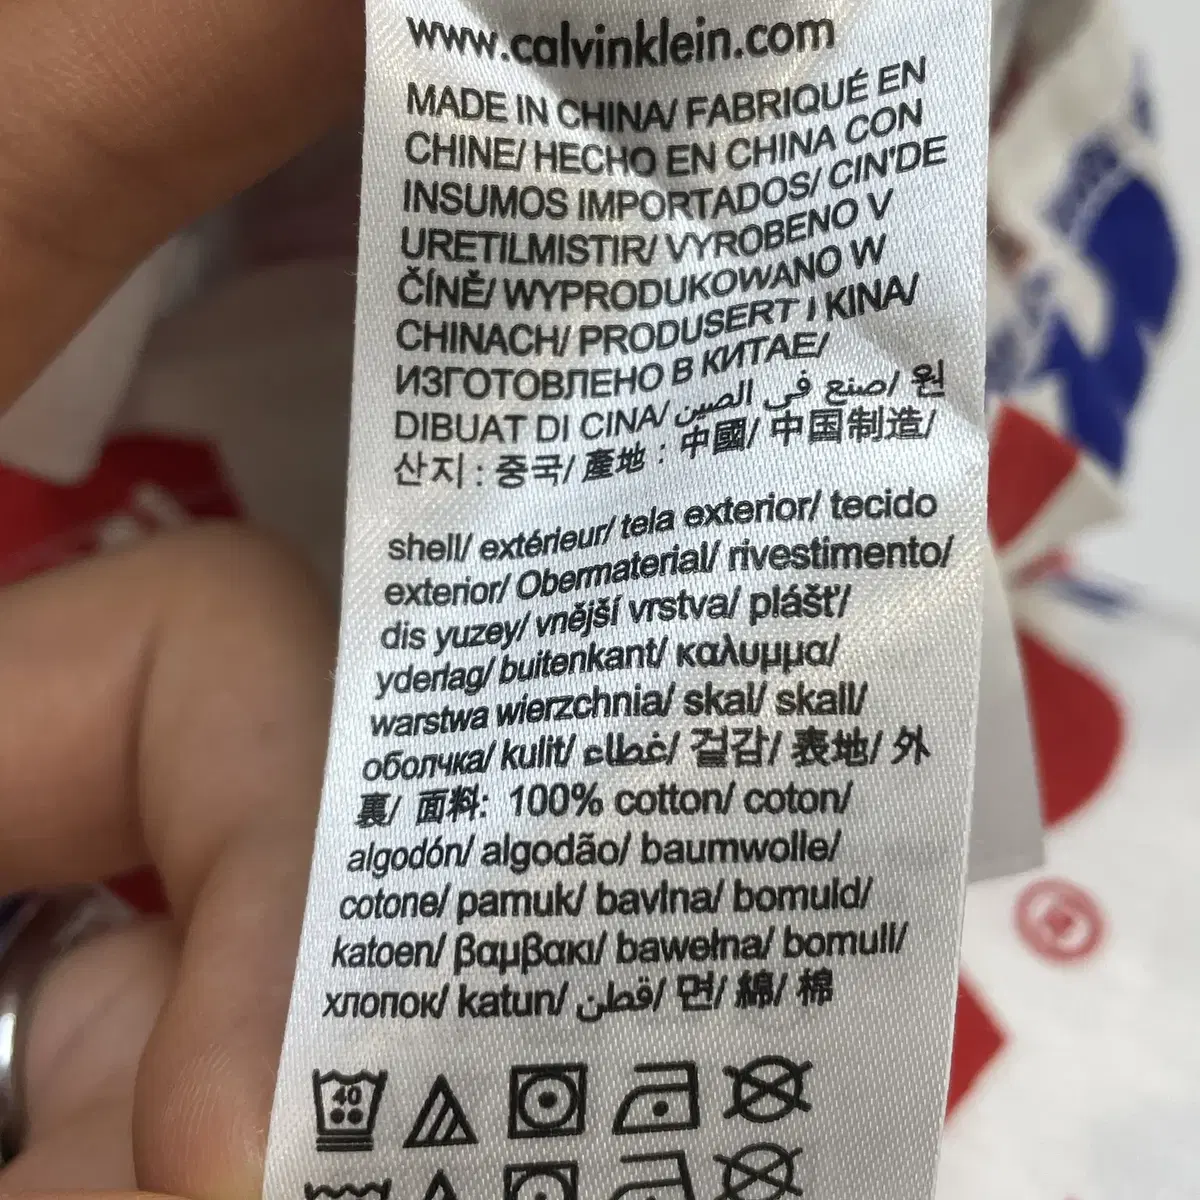 www.calvinklein.com
MADE IN CHINA/ FABRIQUÉ EN
CHINE/ HECHO EN CHINA CON
INSUMOS IMPORTADOS/ CIN'DE
URETILMISTIR/ VYROBENO V
ČÍNĚ/ WYPRODUKOWANO W
CHINACH/ PRODUSERT I KINA/
ИЗГОТОВЛЕНО В КИТАЕ/
DIBUAT DI CINA/ صنع في الصين/ 원
산지 : 중국/ 產地 : 中國/ 中国制造/
shell/ extérieur/ tela exterior/ tecido
exterior/ Obermaterial/ rivestimento/
dis yuzey/ vnější vrstva/ plášť/
yderlag/ buitenkant/ καλυμμα/
warstwa wierzchnia/ skal/ skall/
оболчка/ kulit/ غطاء/ 겉감/ 表地/ 外
裏/ 面料: 100% cotton/ coton/
algodón/ algodão/ baumwolle/
cotone/ pamuk/ bavlna/ bomuld/
katoen/ βαμβακι/ bawełna/ bomull/
хлопок/ katun/ قطن/ 면/ 綿/ 棉
40